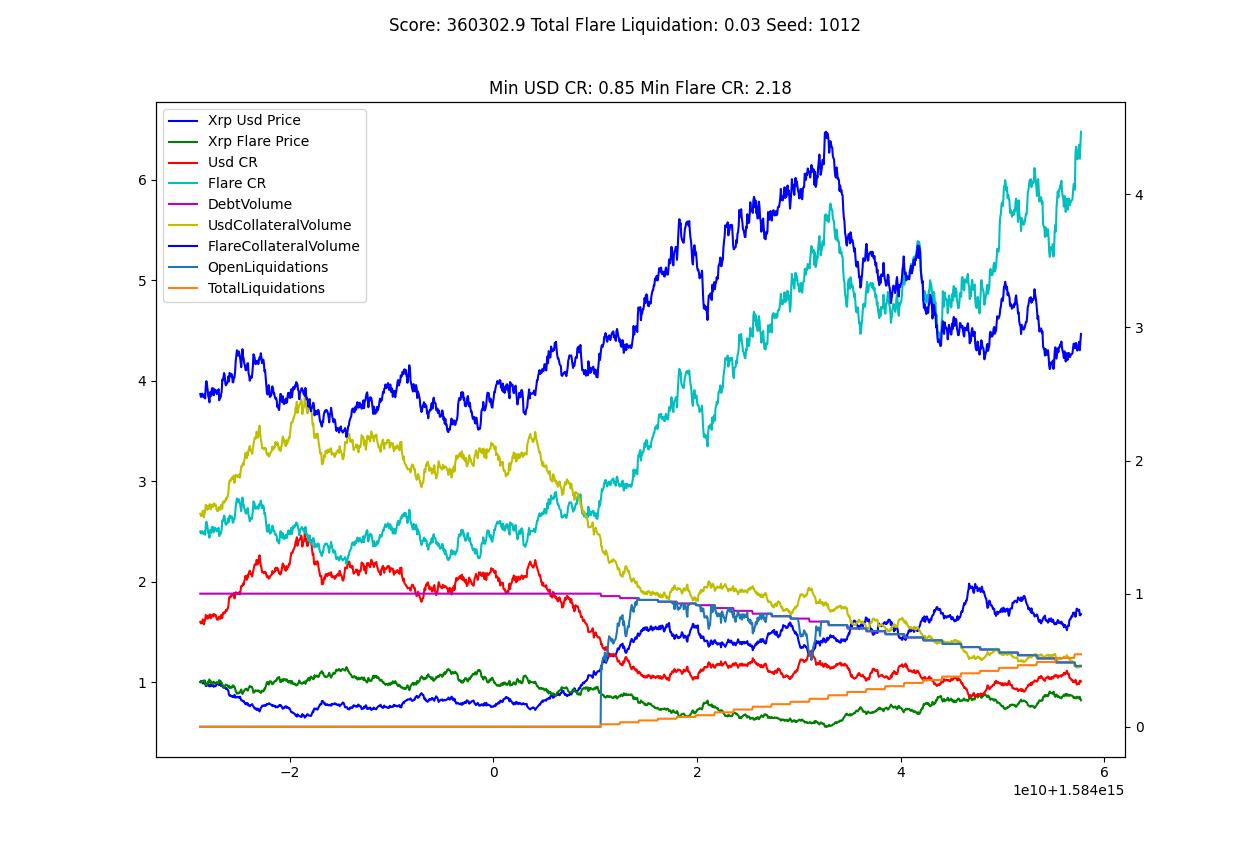 Score: 360302.9 Total Flare Liquidation: 0.03 Seed: 1012
Min USD CR: 0.85 Min Flare CR: 2.18
Xrp Usd Price
Xrp Flare Price
Usd CR
Flare CR
DebtVolume
UsdCollateralVolume
FlareCollateralVolume
OpenLiquidations
TotalLiquidations
6
5
4
3
2
1
4
3
2
1
0
−2
0
2
4
6
1e10+1.584e15